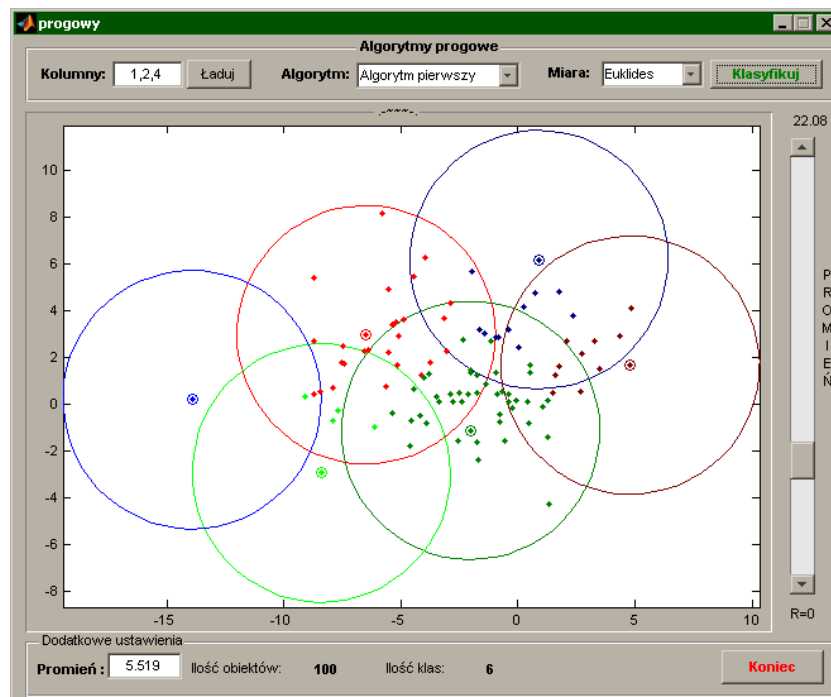 progowy
Algorytmy progowe
Kolumny: 1,2,4 Ładuj Algorytm: Algorytm pierwszy Miara: Euklides Klasyfikuj
22.08
10
8
6
4
2
0
-2
-4
-6
-8
-15 -10 -5 0 5 10
PROMIEŃ
R=0
Dodatkowe ustawienia
Promień : 5.519 Ilość obiektów: 100 Ilość klas: 6 Koniec